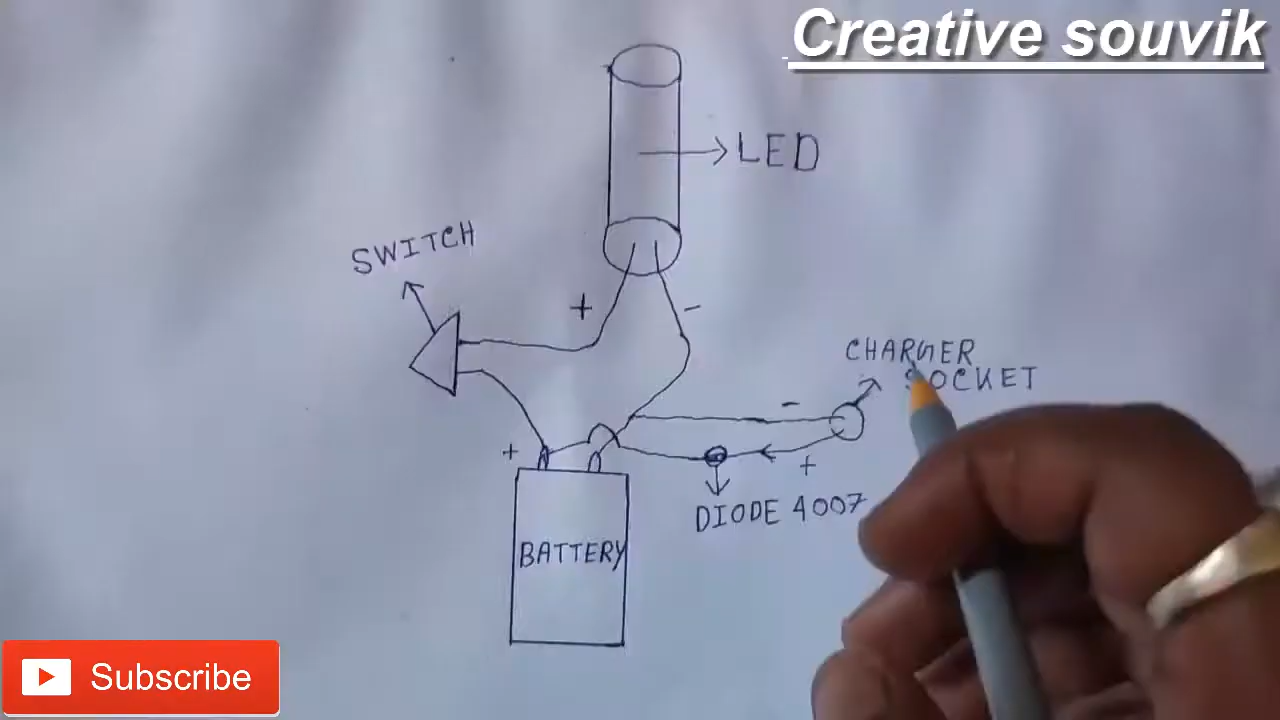 Creative souvik
LED
SWITCH
+
-
CHARGER
SOCKET
-
+
+
DIODE 4007
BATTERY
Subscribe